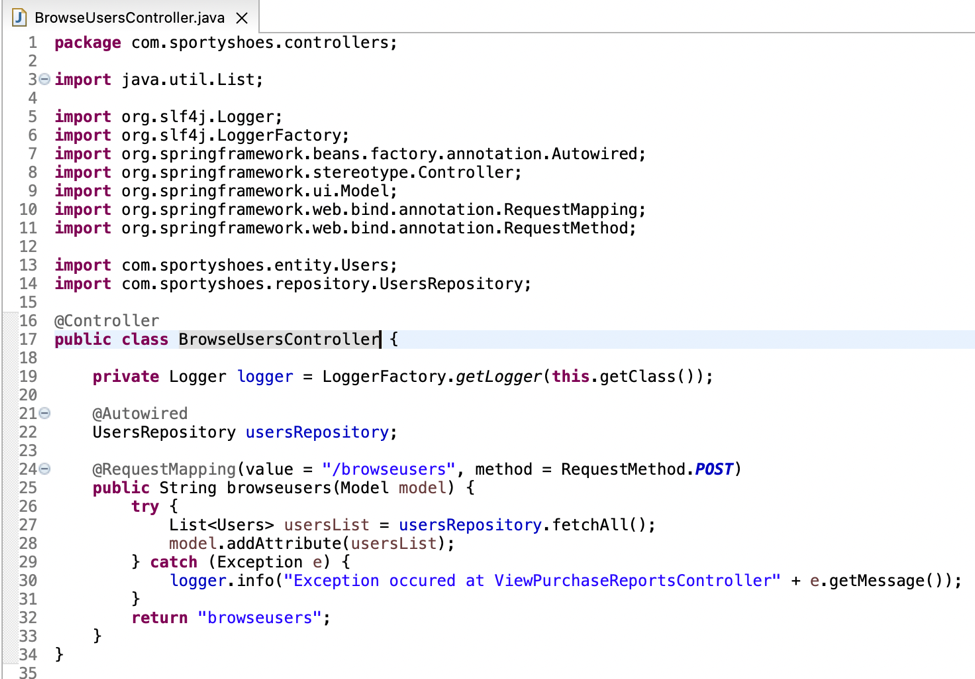 BrowseUsersController.java
1 package com.sportyshoes.controllers;
2
3 import java.util.List;
4
5 import org.slf4j.Logger;
6 import org.slf4j.LoggerFactory;
7 import org.springframework.beans.factory.annotation.Autowired;
8 import org.springframework.stereotype.Controller;
9 import org.springframework.ui.Model;
10 import org.springframework.web.bind.annotation.RequestMapping;
11 import org.springframework.web.bind.annotation.RequestMethod;
12
13 import com.sportyshoes.entity.Users;
14 import com.sportyshoes.repository.UsersRepository;
15
16 @Controller
17 public class BrowseUsersController {
18
19     private Logger logger = LoggerFactory.getLogger(this.getClass());
20
21     @Autowired
22     UsersRepository usersRepository;
23
24     @RequestMapping(value = "/browseusers", method = RequestMethod.POST)
25     public String browseusers(Model model) {
26         try {
27             List<Users> usersList = usersRepository.fetchAll();
28             model.addAttribute(usersList);
29         } catch (Exception e) {
30             logger.info("Exception occured at ViewPurchaseReportsController" + e.getMessage());
31         }
32         return "browseusers";
33     }
34 }
35